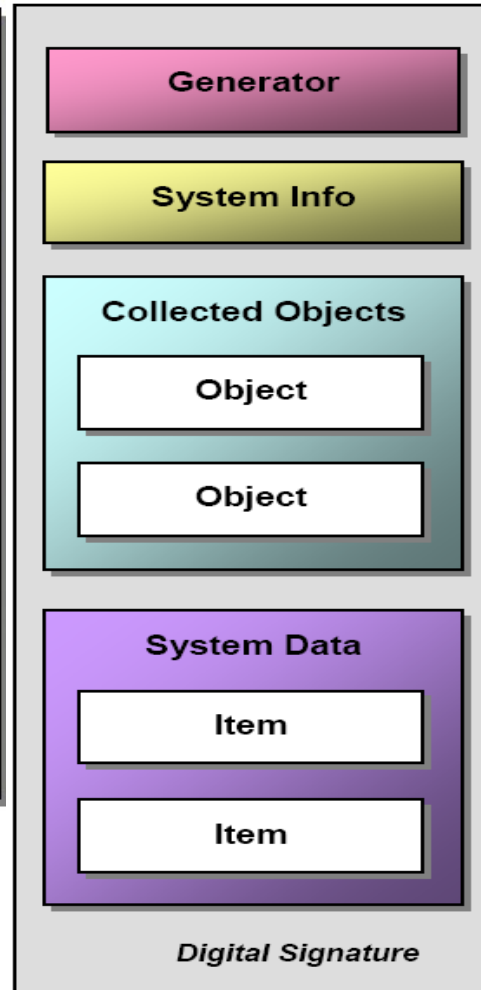 Generator
System Info
Collected Objects
Object
Object
System Data
Item
Item
Digital Signature